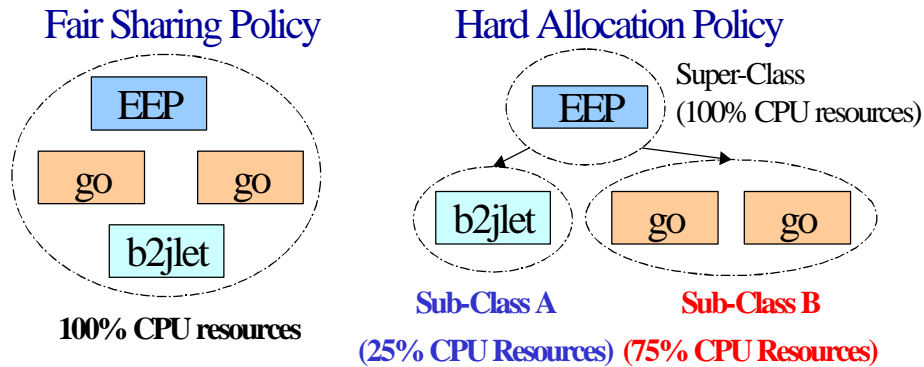 Fair Sharing Policy
EEP
go go
b2jlet
100% CPU resources
Hard Allocation Policy
Super-Class
(100% CPU resources)
EEP
b2jlet go go
Sub-Class A Sub-Class B
(25% CPU Resources) (75% CPU Resources)